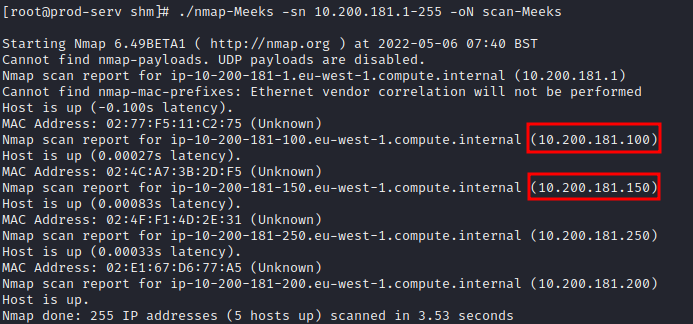 [root@prod-serv shm]# ./nmap-Meeks -sn 10.200.181.1-255 -oN scan-Meeks
Starting Nmap 6.49BETA1 ( http://nmap.org ) at 2022-05-06 07:40 BST
Cannot find nmap-payloads. UDP payloads are disabled.
Nmap scan report for ip-10-200-181-1.eu-west-1.compute.internal (10.200.181.1)
Cannot find nmap-mac-prefixes: Ethernet vendor correlation will not be performed
Host is up (-0.100s latency).
MAC Address: 02:77:F5:11:C2:75 (Unknown)
Nmap scan report for ip-10-200-181-100.eu-west-1.compute.internal (10.200.181.100)
Host is up (0.00027s latency).
MAC Address: 02:4C:A7:3B:2D:F5 (Unknown)
Nmap scan report for ip-10-200-181-150.eu-west-1.compute.internal (10.200.181.150)
Host is up (0.00083s latency).
MAC Address: 02:4F:F1:4D:2E:31 (Unknown)
Nmap scan report for ip-10-200-181-250.eu-west-1.compute.internal (10.200.181.250)
Host is up (0.00033s latency).
MAC Address: 02:E1:67:D6:77:A5 (Unknown)
Nmap scan report for ip-10-200-181-200.eu-west-1.compute.internal (10.200.181.200)
Host is up.
Nmap done: 255 IP addresses (5 hosts up) scanned in 3.53 seconds